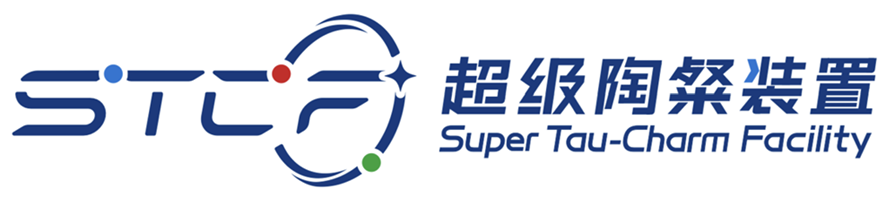 STCF
超级陶粲装置
Super Tau-Charm Facility